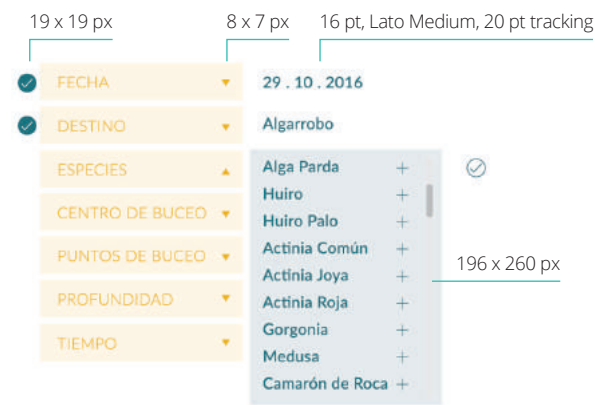 19 x 19 px
8 x 7 px
16 pt, Lato Medium, 20 pt tracking
FECHA
29 . 10 . 2016
DESTINO
Algarrobo
ESPECIES
Alga Parda +
Huiro +
CENTRO DE BUCEO
Huiro Palo +
Actinia Común +
PUNTOS DE BUCEO
Actinia Joya +
196 x 260 px
PROFUNDIDAD
Actinia Roja +
Gorgonia +
TIEMPO
Medusa +
Camarón de Roca +